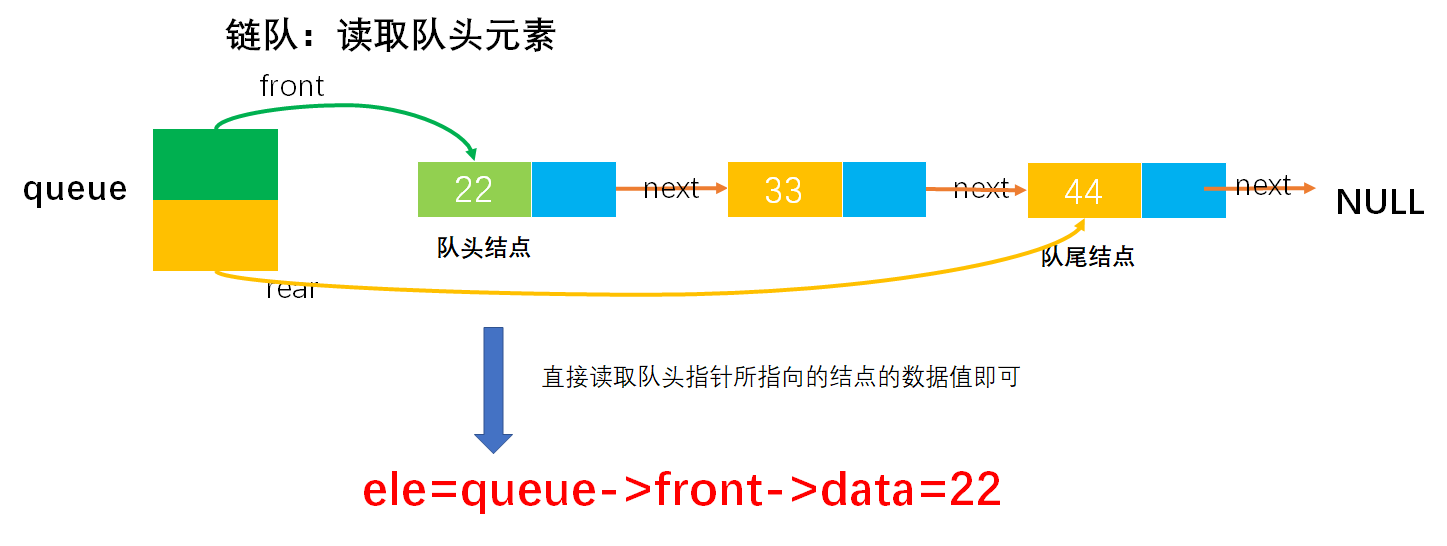 链队：读取队头元素
front
queue
22
next
33
next
44
next
NULL
队头结点
队尾结点
rear
直接读取队头指针所指向的结点的数据值即可
ele=queue->front->data=22